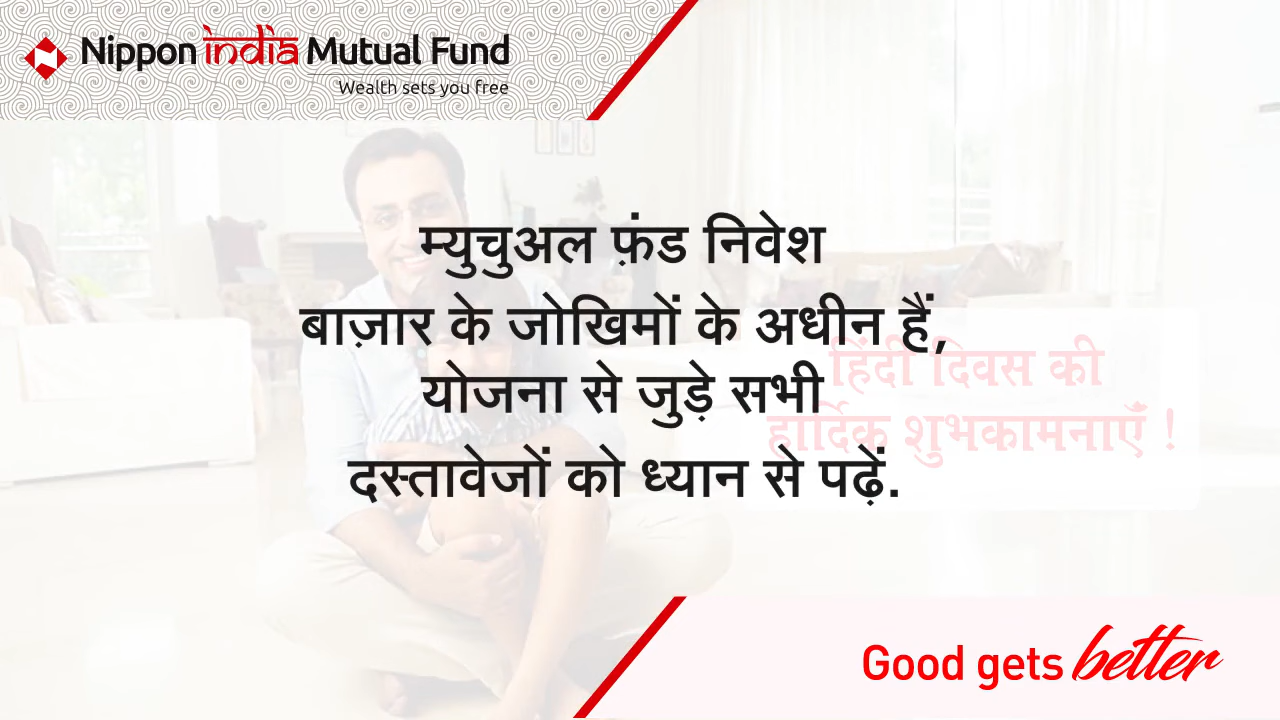 Nippon india Mutual Fund
Wealth sets you free
म्युचुअल फ़ंड निवेश
बाज़ार के जोखिमों के अधीन हैं,
योजना से जुड़े सभी
दस्तावेजों को ध्यान से पढ़ें.
हिंदी दिवस की
हार्दिक शुभकामनाएँ !
Good gets better